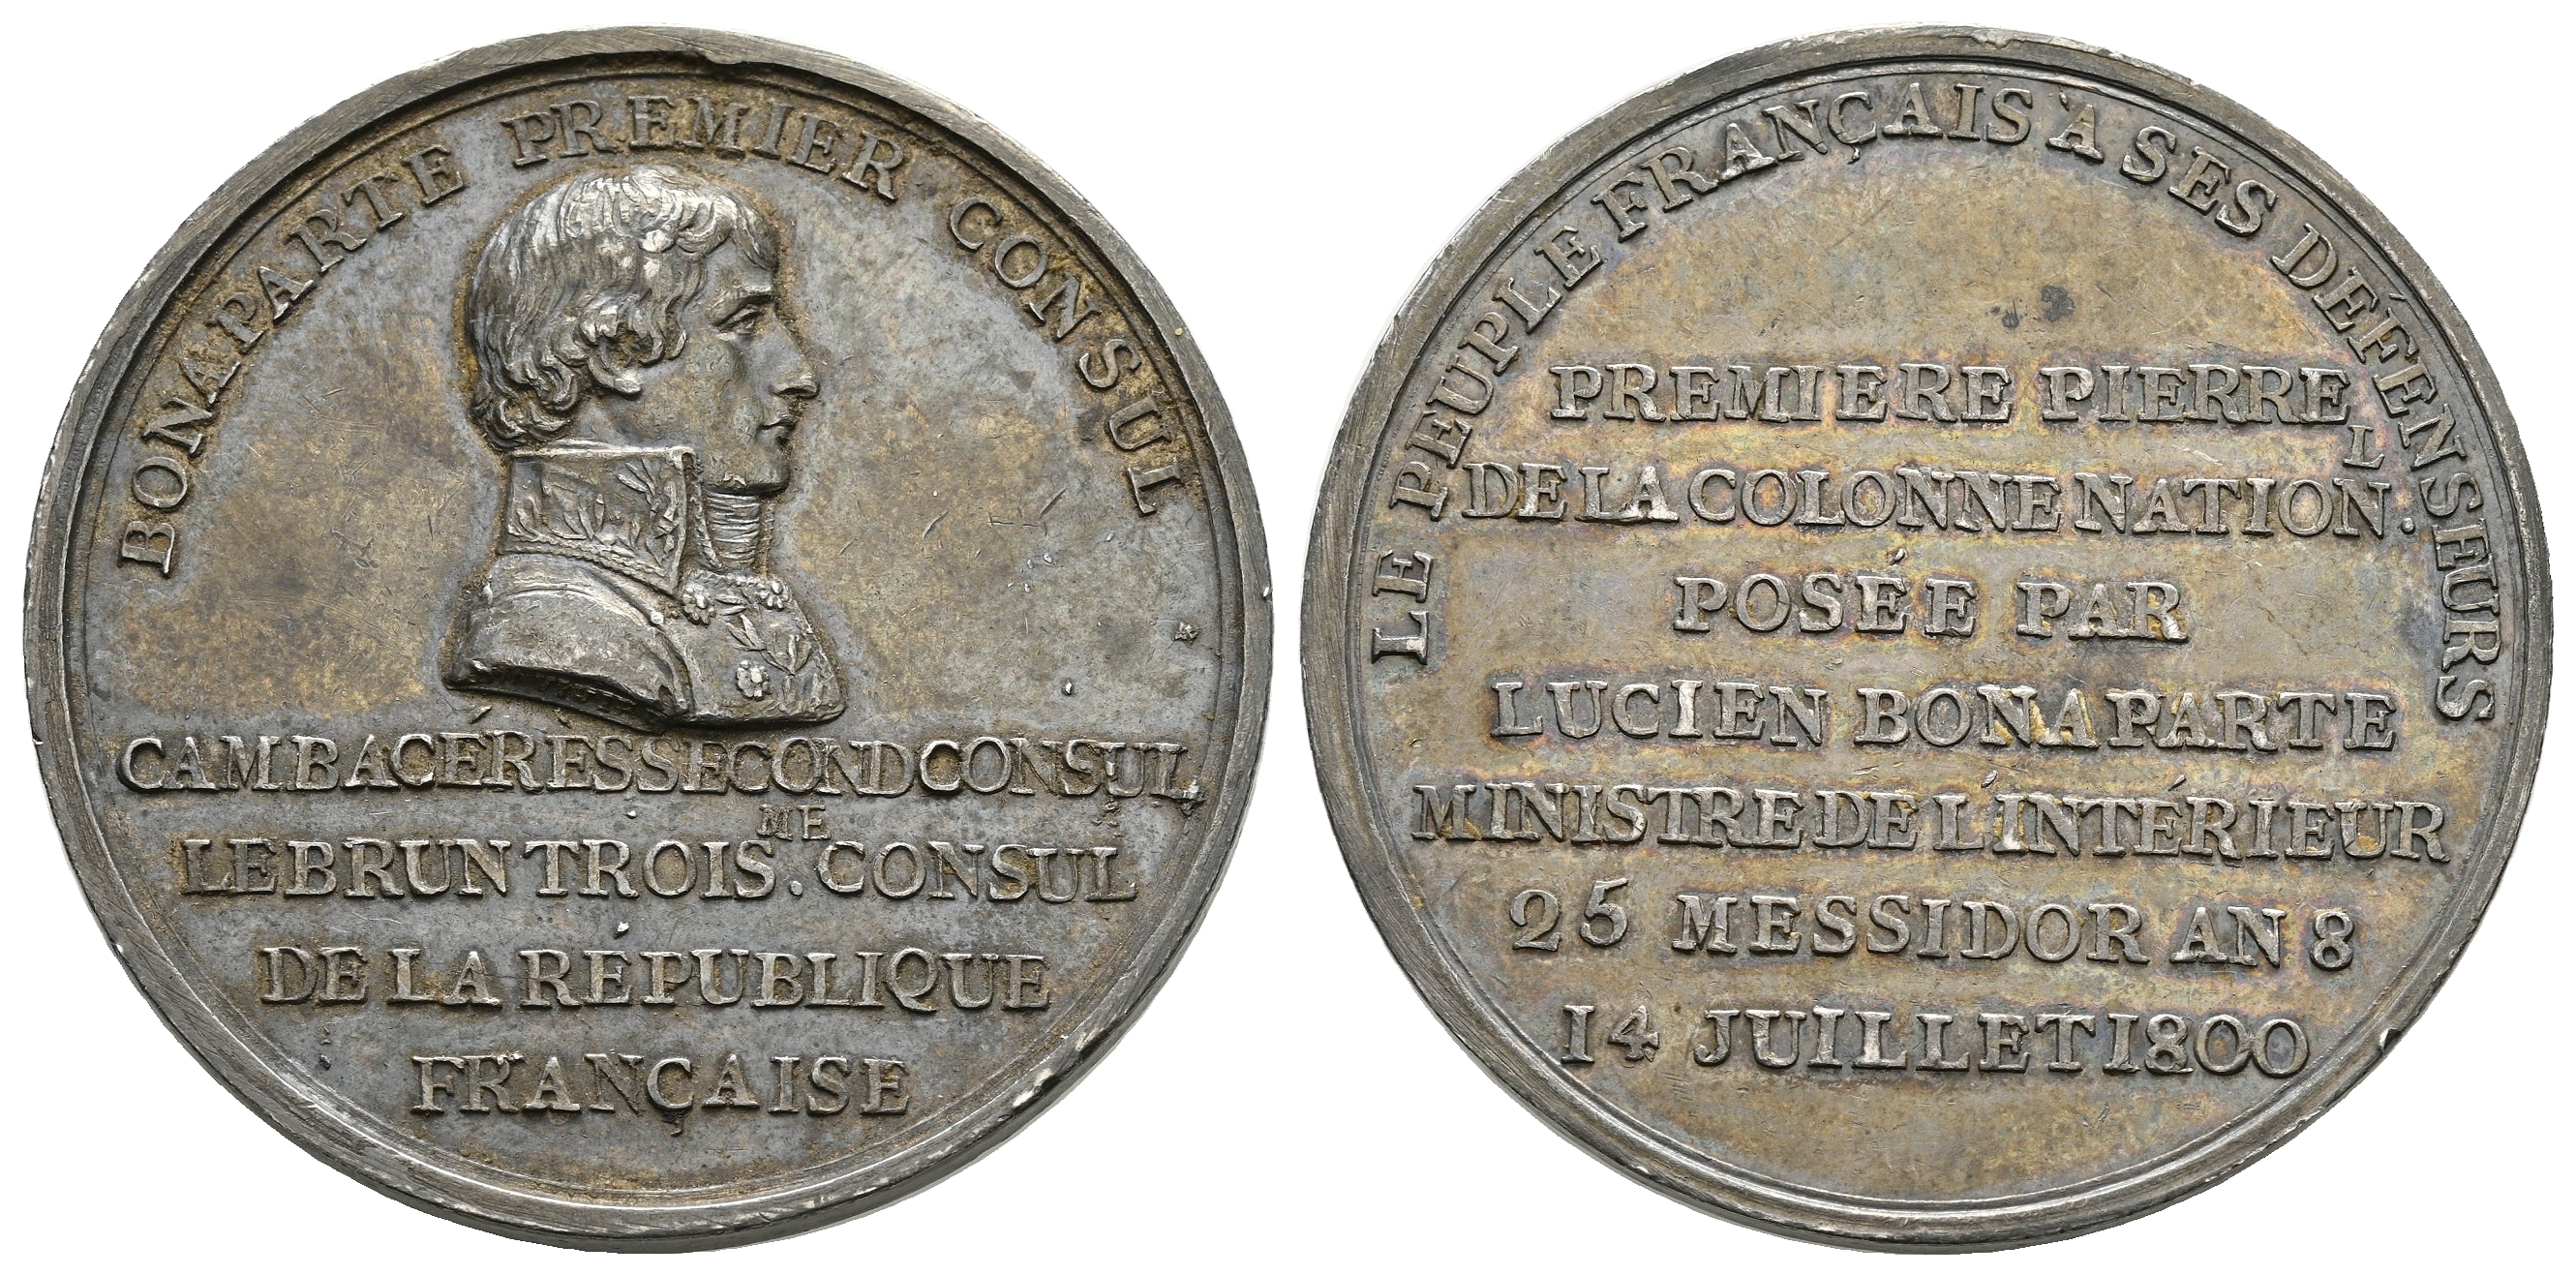 BONAPARTE PREMIER CONSUL
CAMBACÉRÉS SECOND CONSUL
LEBRUN TROIS.ME CONSUL
DE LA RÉPUBLIQUE
FRANÇAISE
LE PEUPLE FRANÇAIS À SES DÉFENSEURS
PREMIERE PIERRE
DE LA COLONNE NATION.L
POSÉE PAR
LUCIEN BONAPARTE
MINISTRE DE L'INTÉRIEUR
25 MESSIDOR AN 8
14 JUILLET 1800